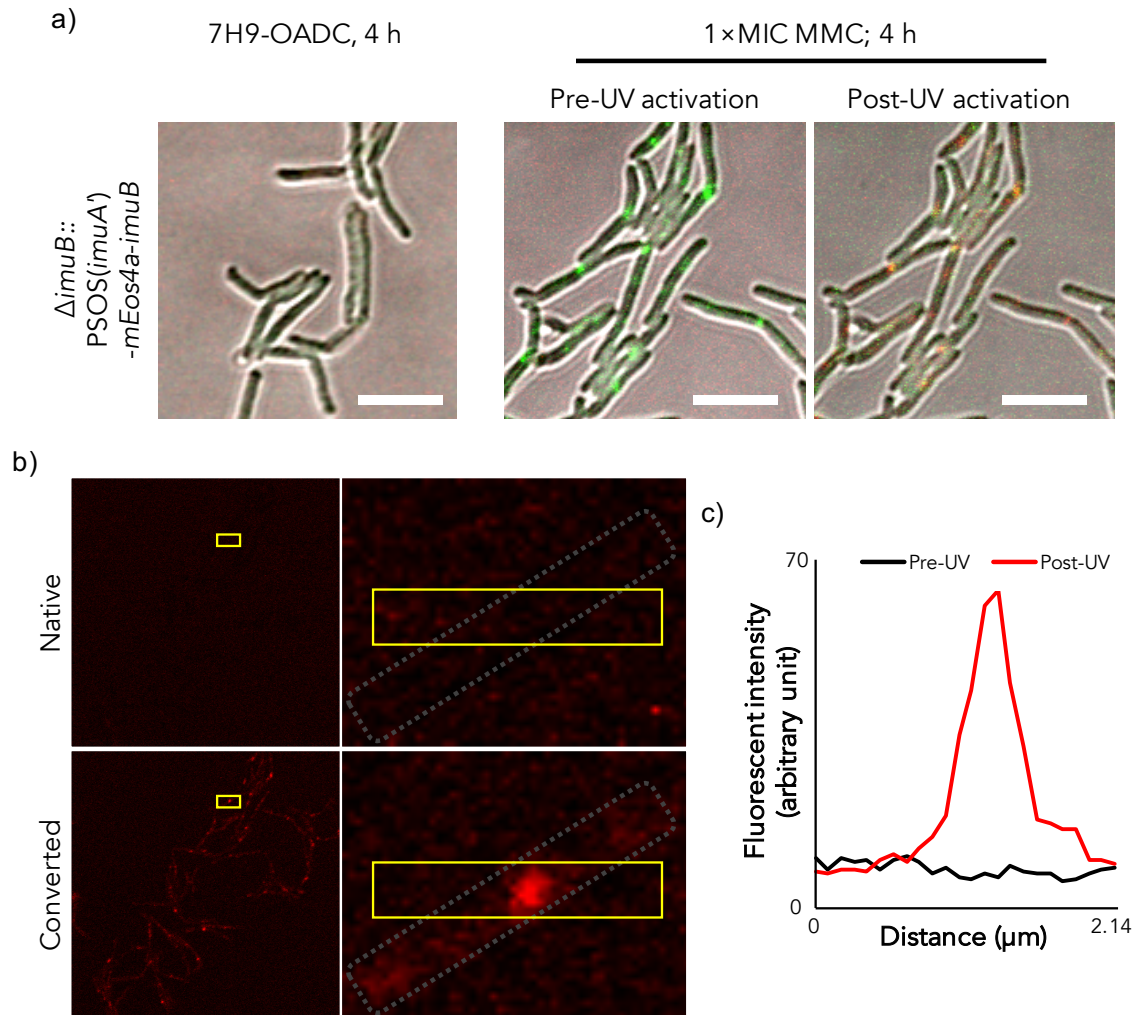 a)
7H9-OADC, 4 h
1×MIC MMC; 4 h
Pre-UV activation
Post-UV activation
ΔimuB::
PSOS(imuA')
-mEos4a-imuB
b)
Native
Converted
c)
Pre-UV
Post-UV
70
0
Fluorescent intensity
(arbitrary unit)
0
2.14
Distance (µm)